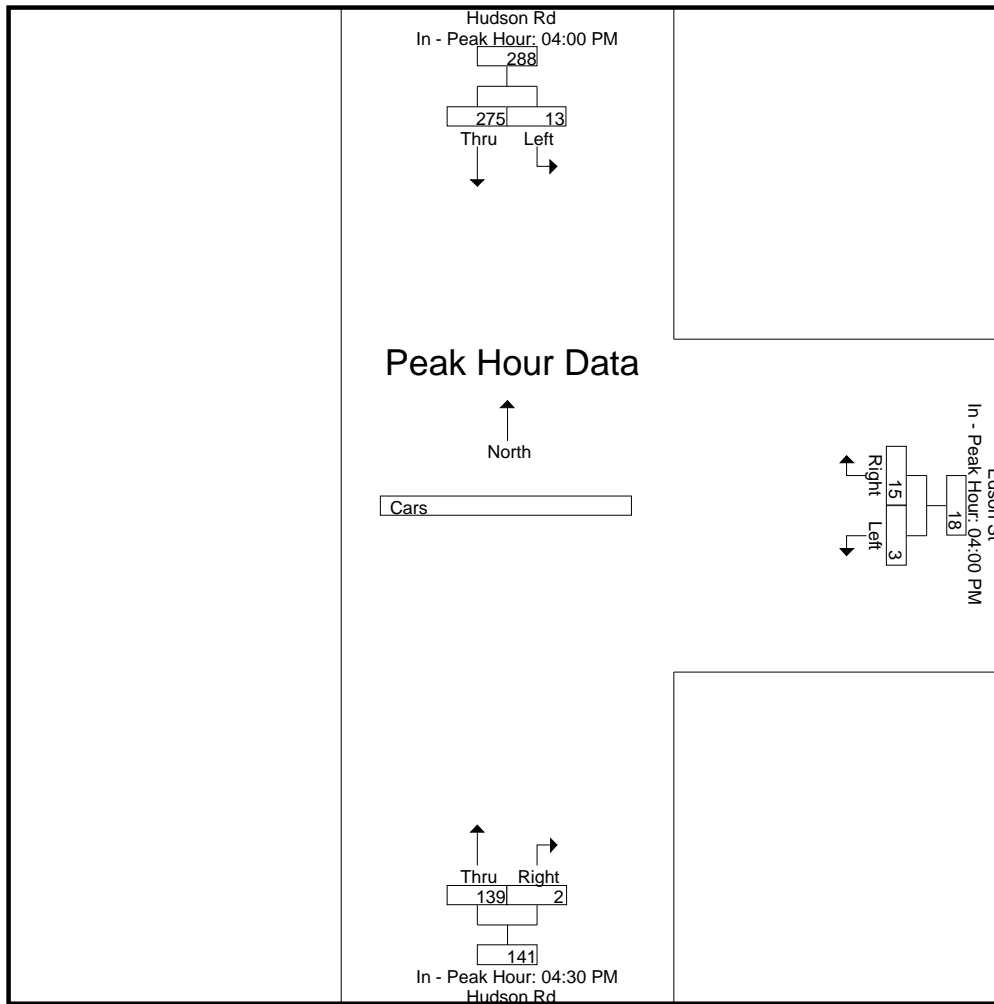 Hudson Rd
In - Peak Hour: 04:00 PM
288
275 13
Thru Left
Peak Hour Data
North
Cars
Edson St
In - Peak Hour: 04:00 PM
18
15 3
Right Left
Thru Right
139 2
141
In - Peak Hour: 04:30 PM
Hudson Rd